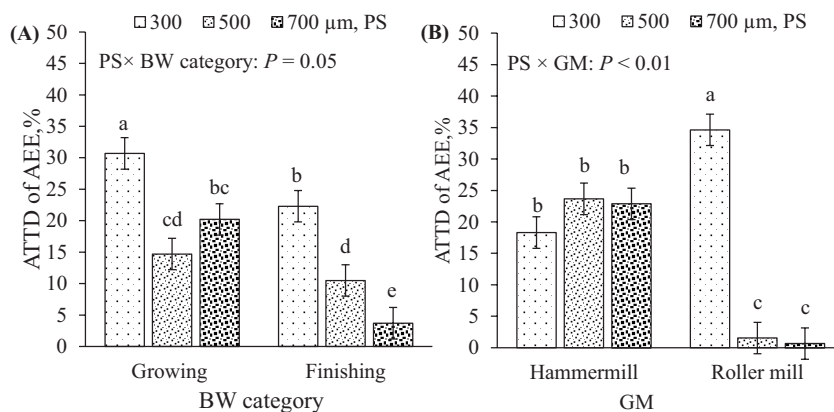 300 500 700 µm, PS
(A)
50
45
40
35
30
25
20
15
10
5
0
ATTD of AEE,%
PS× BW category: P = 0.05
a
cd
bc
b
d
e
Growing Finishing
BW category
300 500 700 µm, PS
(B)
50
45
40
35
30
25
20
15
10
5
0
ATTD of AEE,%
PS × GM: P < 0.01
b
b
b
a
c
c
Hammermill Roller mill
GM